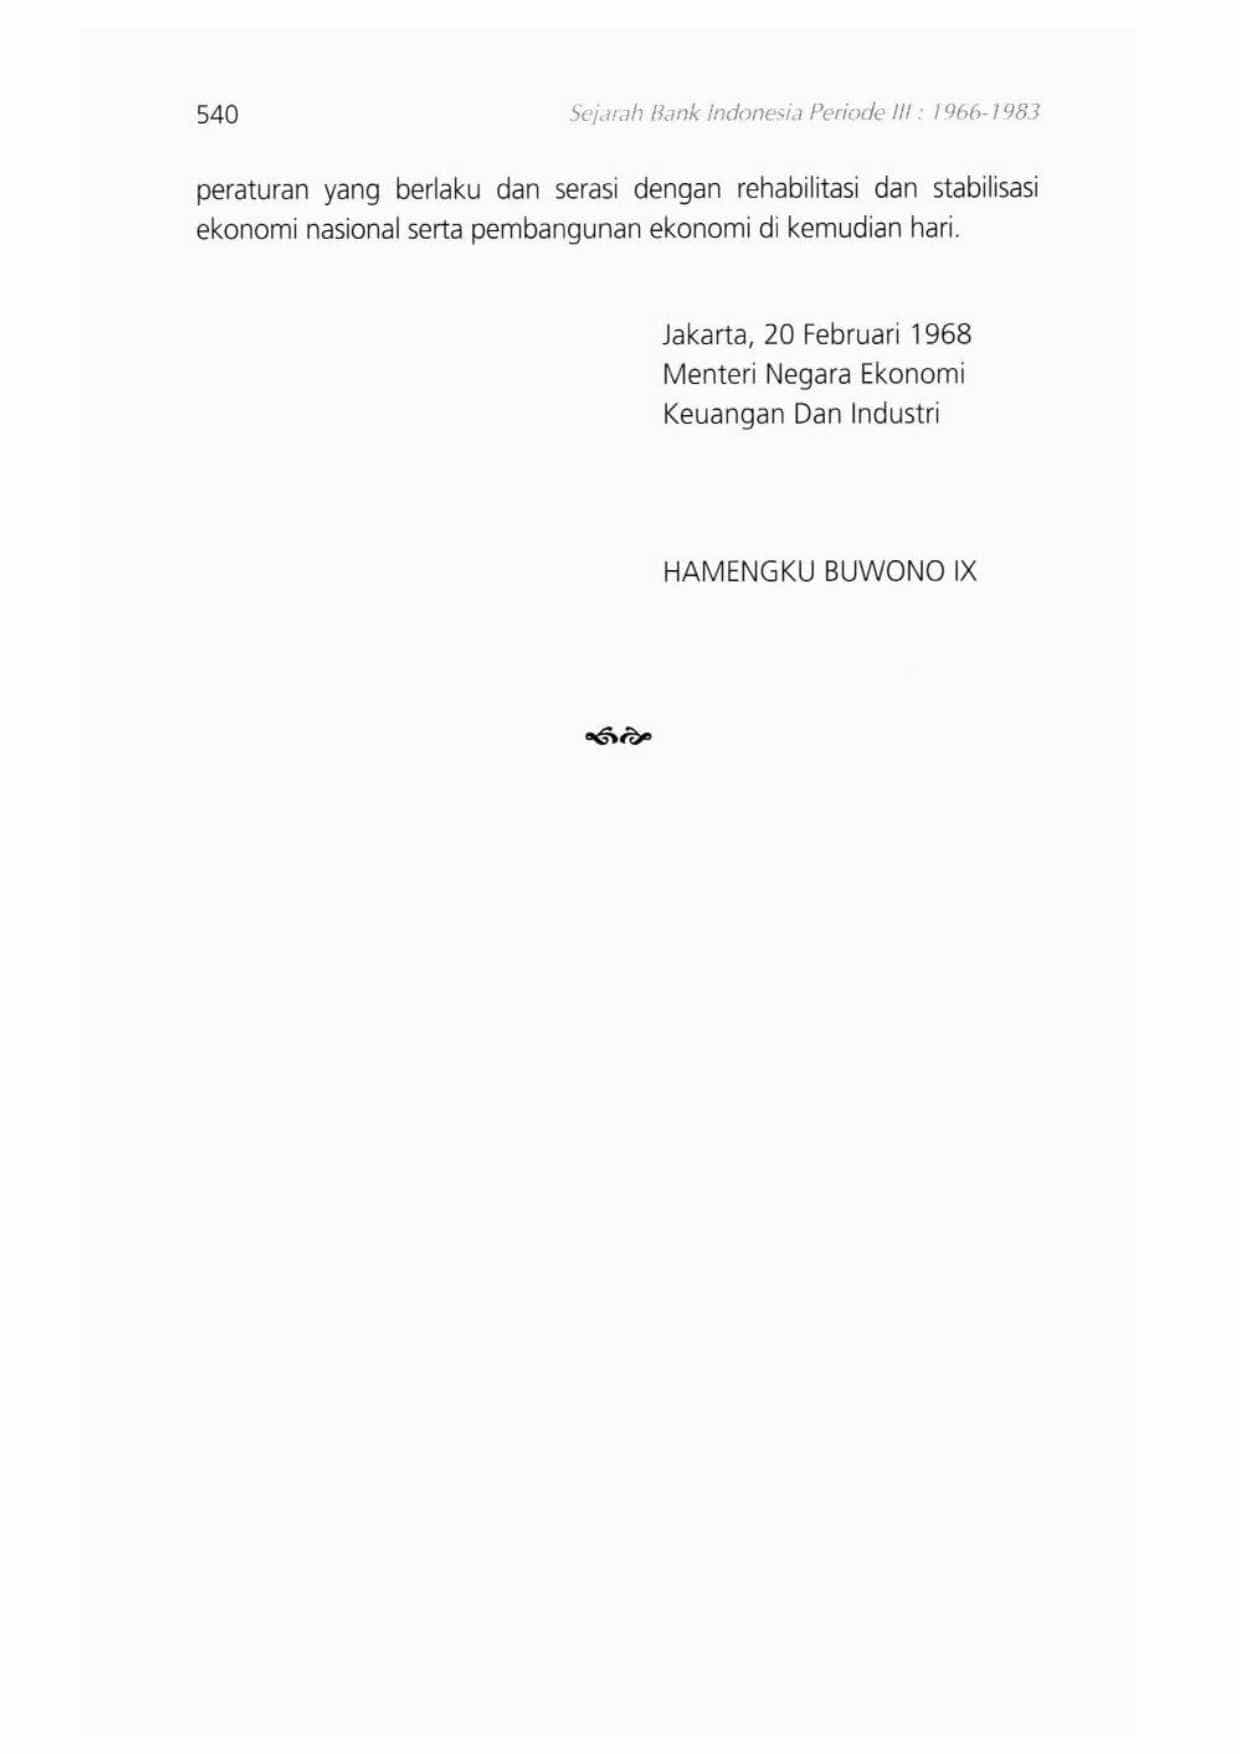 540
Sejarah Bank Indonesia Periode III : 1966-1983
peraturan yang berlaku dan serasi dengan rehabilitasi dan stabilisasi
ekonomi nasional serta pembangunan ekonomi di kemudian hari.
Jakarta, 20 Februari 1968
Menteri Negara Ekonomi
Keuangan Dan Industri
HAMENGKU BUWONO IX